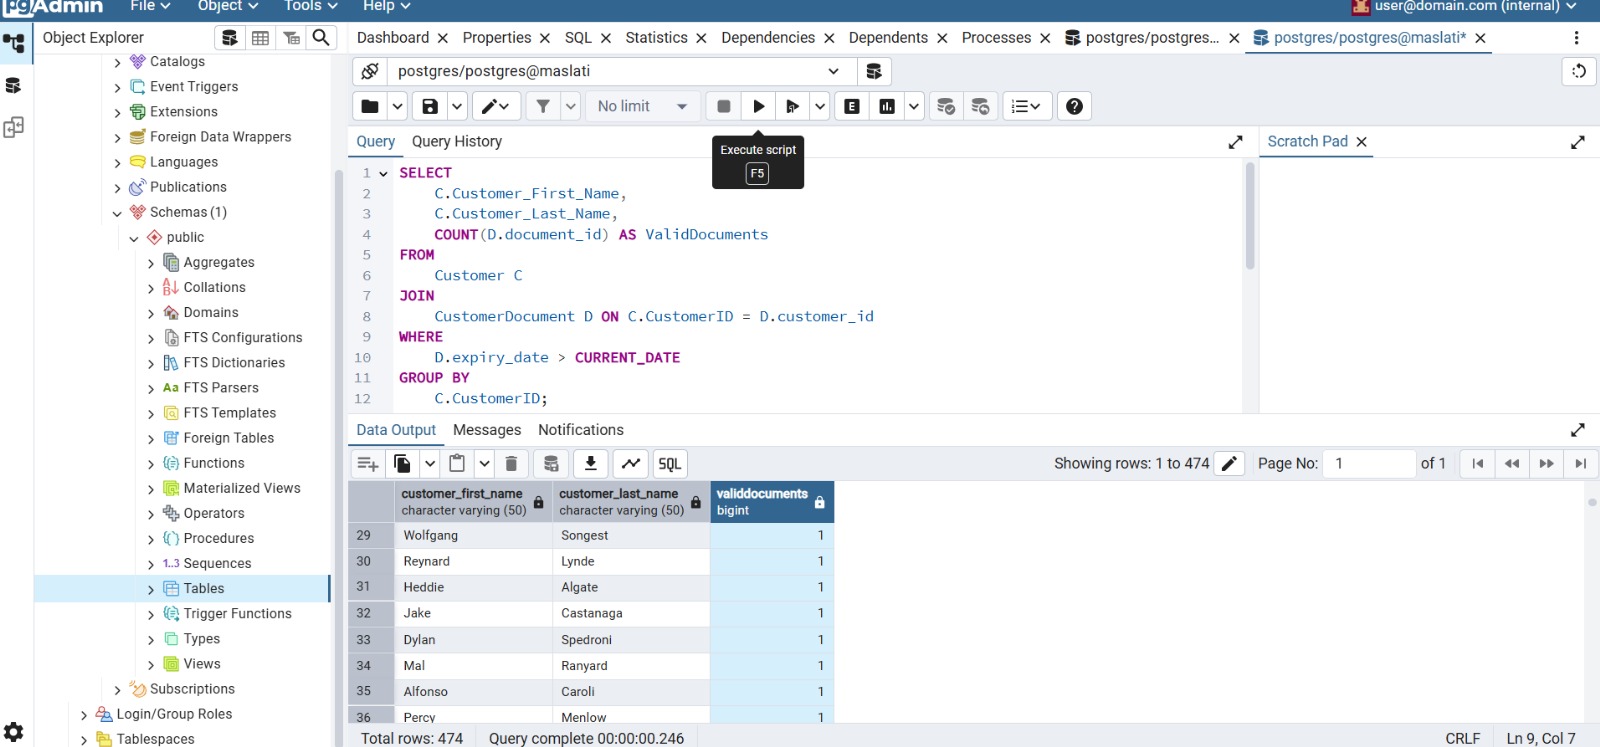 pgAdmin File Object Tools Help user@domain.com (internal)
Object Explorer
Dashboard Properties SQL Statistics Dependencies Dependents Processes postgres/postgres... postgres/postgres@maslati*
postgres/postgres@maslati
No limit
E
Execute script
F5
Query Query History
Scratch Pad
Catalogs
Event Triggers
Extensions
Foreign Data Wrappers
Languages
Publications
Schemas (1)
public
Aggregates
Collations
Domains
FTS Configurations
FTS Dictionaries
Aa FTS Parsers
FTS Templates
Foreign Tables
Functions
Materialized Views
Operators
Procedures
1..3 Sequences
Tables
Trigger Functions
Types
Views
Subscriptions
Login/Group Roles
Tablespaces
1 SELECT
2 C.Customer_First_Name,
3 C.Customer_Last_Name,
4 COUNT(D.document_id) AS ValidDocuments
5 FROM
6 Customer C
7 JOIN
8 CustomerDocument D ON C.CustomerID = D.customer_id
9 WHERE
10 D.expiry_date > CURRENT_DATE
11 GROUP BY
12 C.CustomerID;
Data Output Messages Notifications
SQL
Showing rows: 1 to 474 Page No: 1 of 1
customer_first_name customer_last_name validdocuments
character varying (50) character varying (50) bigint
29 Wolfgang Songest 1
30 Reynard Lynde 1
31 Heddie Algate 1
32 Jake Castanaga 1
33 Dylan Spedroni 1
34 Mal Ranyard 1
35 Alfonso Caroli 1
36 Percy Menlow 1
Total rows: 474 Query complete 00:00:00.246 CRLF Ln 9, Col 7